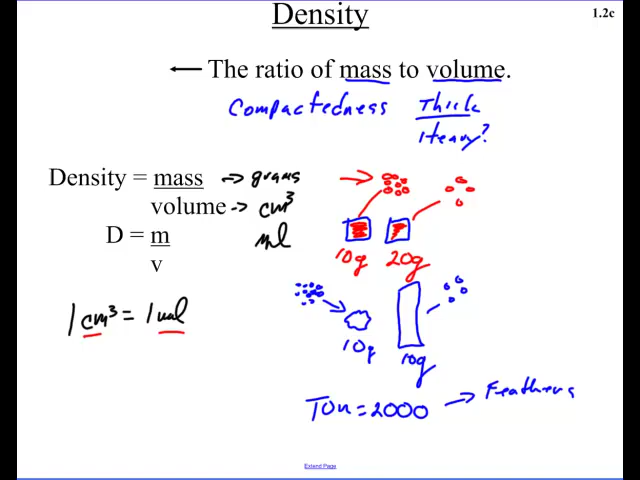 Density
1.2c
The ratio of mass to volume.
Compactedness Thick
Heavy?
Density = mass → grams
volume → cm³
D = m ml
v
10g 20g
1 cm³ = 1 ml
10g 10g
TON = 2000 → Feathers
Extend Page